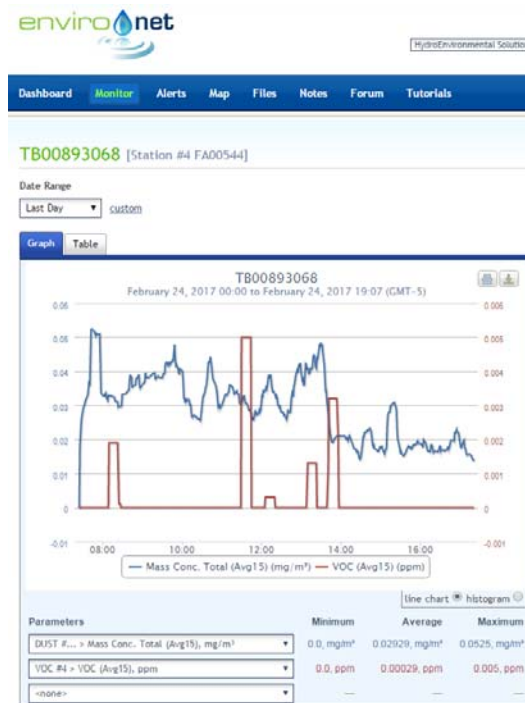 enviro net
HydroEnvironmental Solution
Dashboard Monitor Alerts Map Files Notes Forum Tutorials
TB00893068 [Station #4 FA00544]
Date Range
Last Day custom
Graph Table
TB00893068
February 24, 2017 00:00 to February 24, 2017 19:07 (GMT-5)
0.06 0.006
0.05 0.005
0.04 0.004
0.03 0.003
0.02 0.002
0.01 0.001
0 0
-0.01 -0.001
08:00 10:00 12:00 14:00 16:00
Mass Conc. Total (Avg15) (mg/m³) VOC (Avg15) (ppm)
line chart histogram
Parameters Minimum Average Maximum
DUST #... > Mass Conc. Total (Avg15), mg/m³ 0.0, mg/m³ 0.02929, mg/m³ 0.0525, mg/m³
VOC #4 > VOC (Avg15), ppm 0.0, ppm 0.00029, ppm 0.005, ppm
<none> — — —